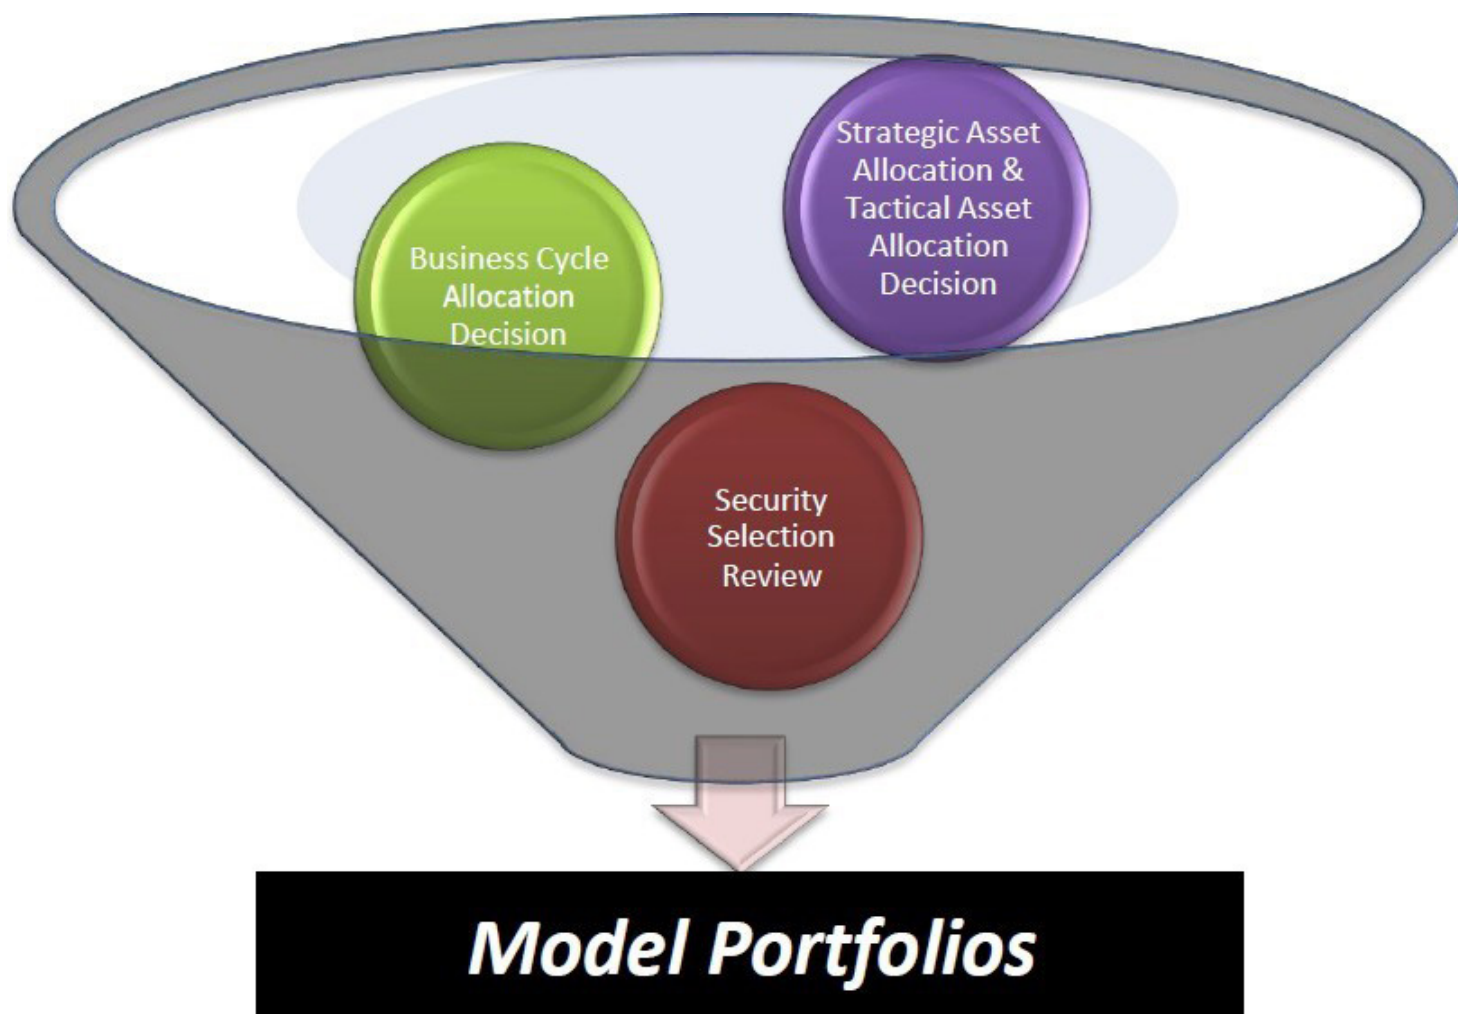 Strategic Asset
Allocation &
Tactical Asset
Allocation
Decision
Business Cycle
Allocation
Decision
Security
Selection
Review
Model Portfolios